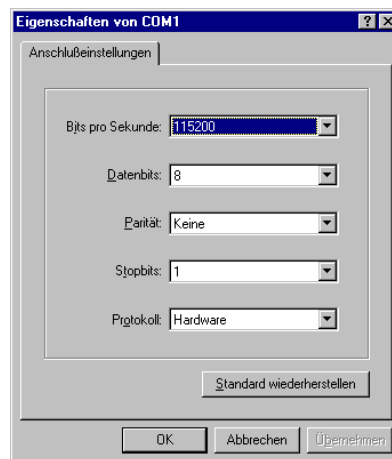 Eigenschaften von COM1
Anschlußeinstellungen
Bits pro Sekunde: 115200
Datenbits: 8
Parität: Keine
Stopbits: 1
Protokoll: Hardware
Standard wiederherstellen
OK Abbrechen Übernehmen